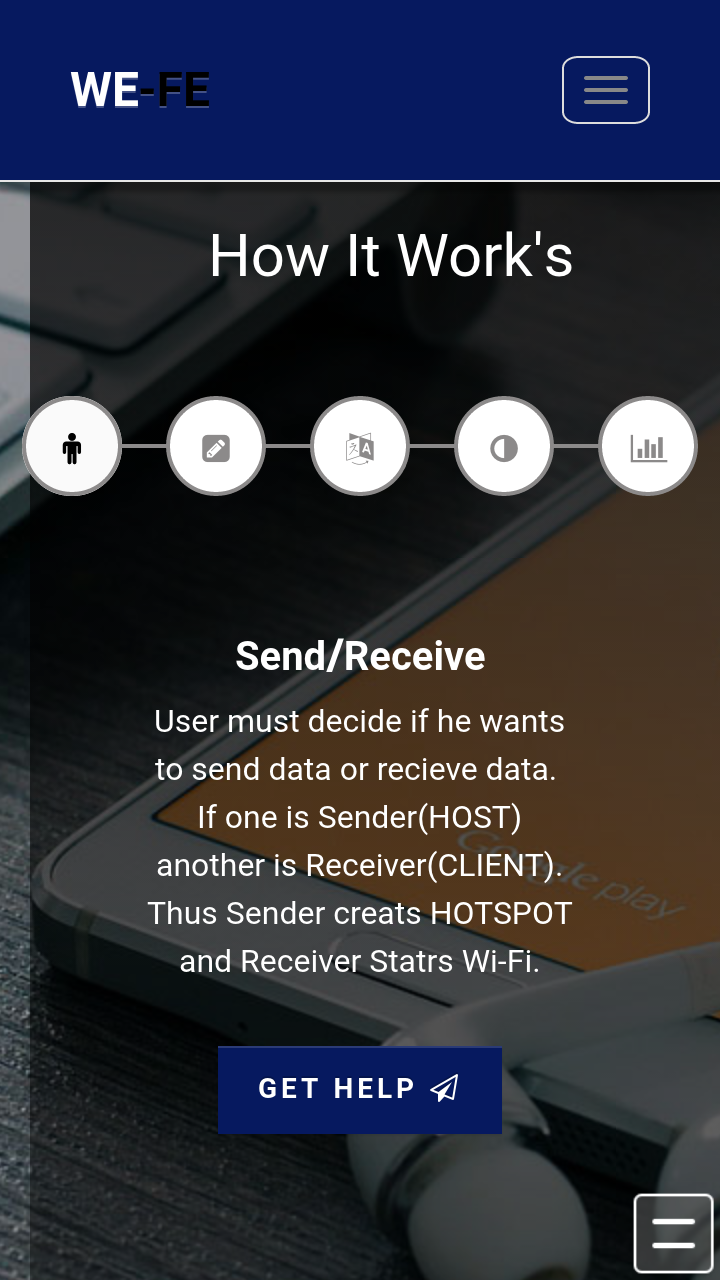 WE-FE
How It Work's
Send/Receive
User must decide if he wants
to send data or recieve data.
If one is Sender(HOST)
another is Receiver(CLIENT).
Thus Sender creats HOTSPOT
and Receiver Statrs Wi-Fi.
Google play
GET HELP